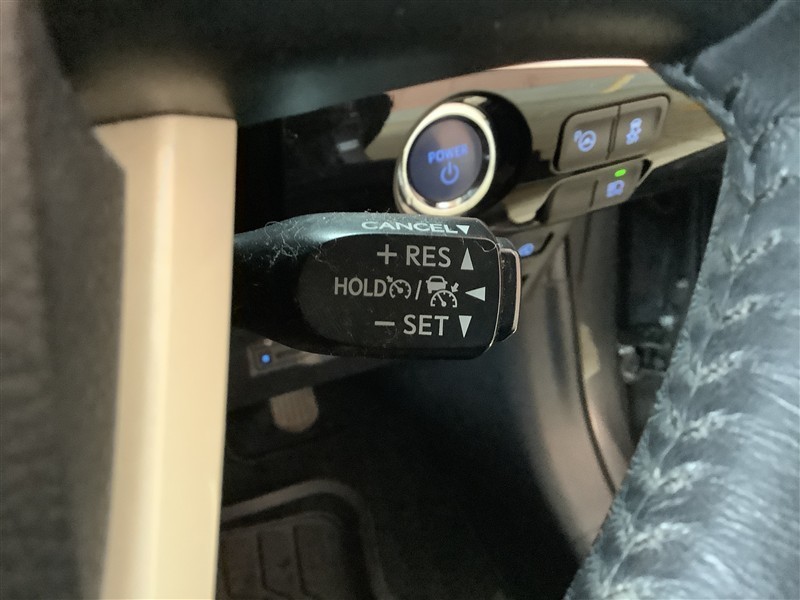 POWER
CANCEL▼
+ RES ▲
HOLD / ◀
− SET ▼